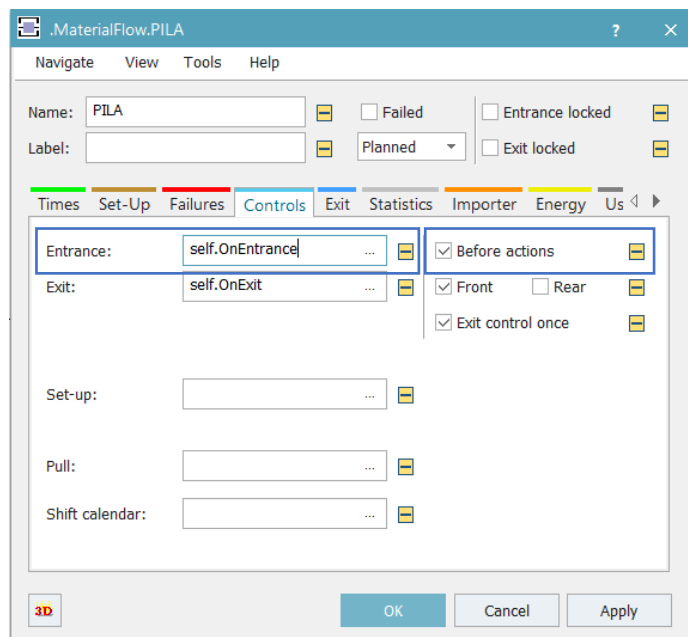 .MaterialFlow.PILA ? ×
Navigate View Tools Help
Name: PILA Failed Entrance locked
Label: Planned Exit locked
Times Set-Up Failures Controls Exit Statistics Importer Energy Us
Entrance: self.OnEntrance ... Before actions
Exit: self.OnExit ... Front Rear
Exit control once
Set-up: ...
Pull: ...
Shift calendar: ...
3D OK Cancel Apply